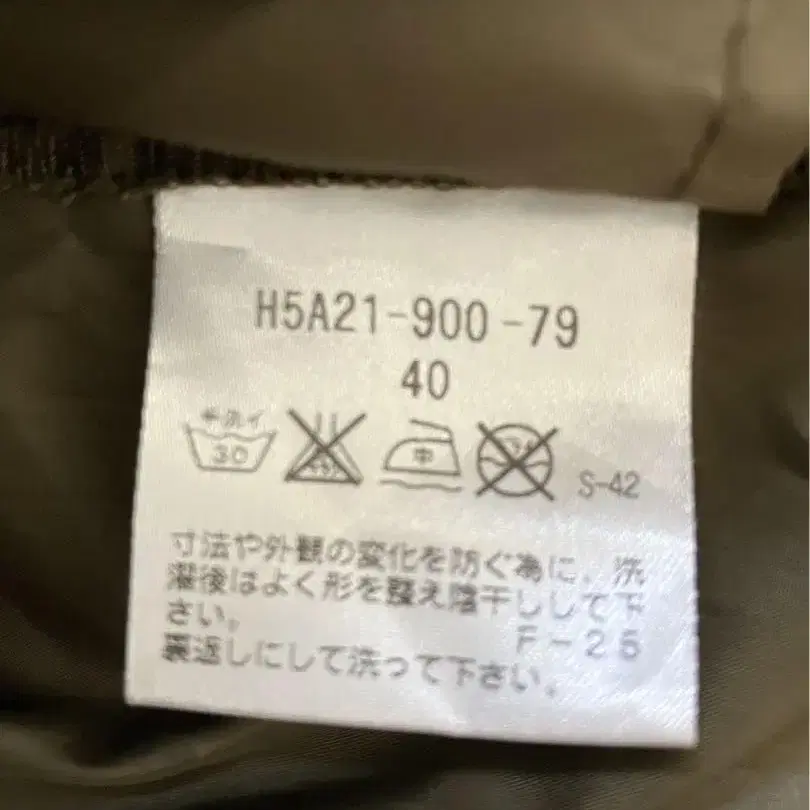 H5A21-900-79
40
手洗イ
30
中
S-42
寸法や外観の変化を防ぐ為に、洗
濯後はよく形を整え陰干しして下
さい。
F-25
裏返しにして洗って下さい。